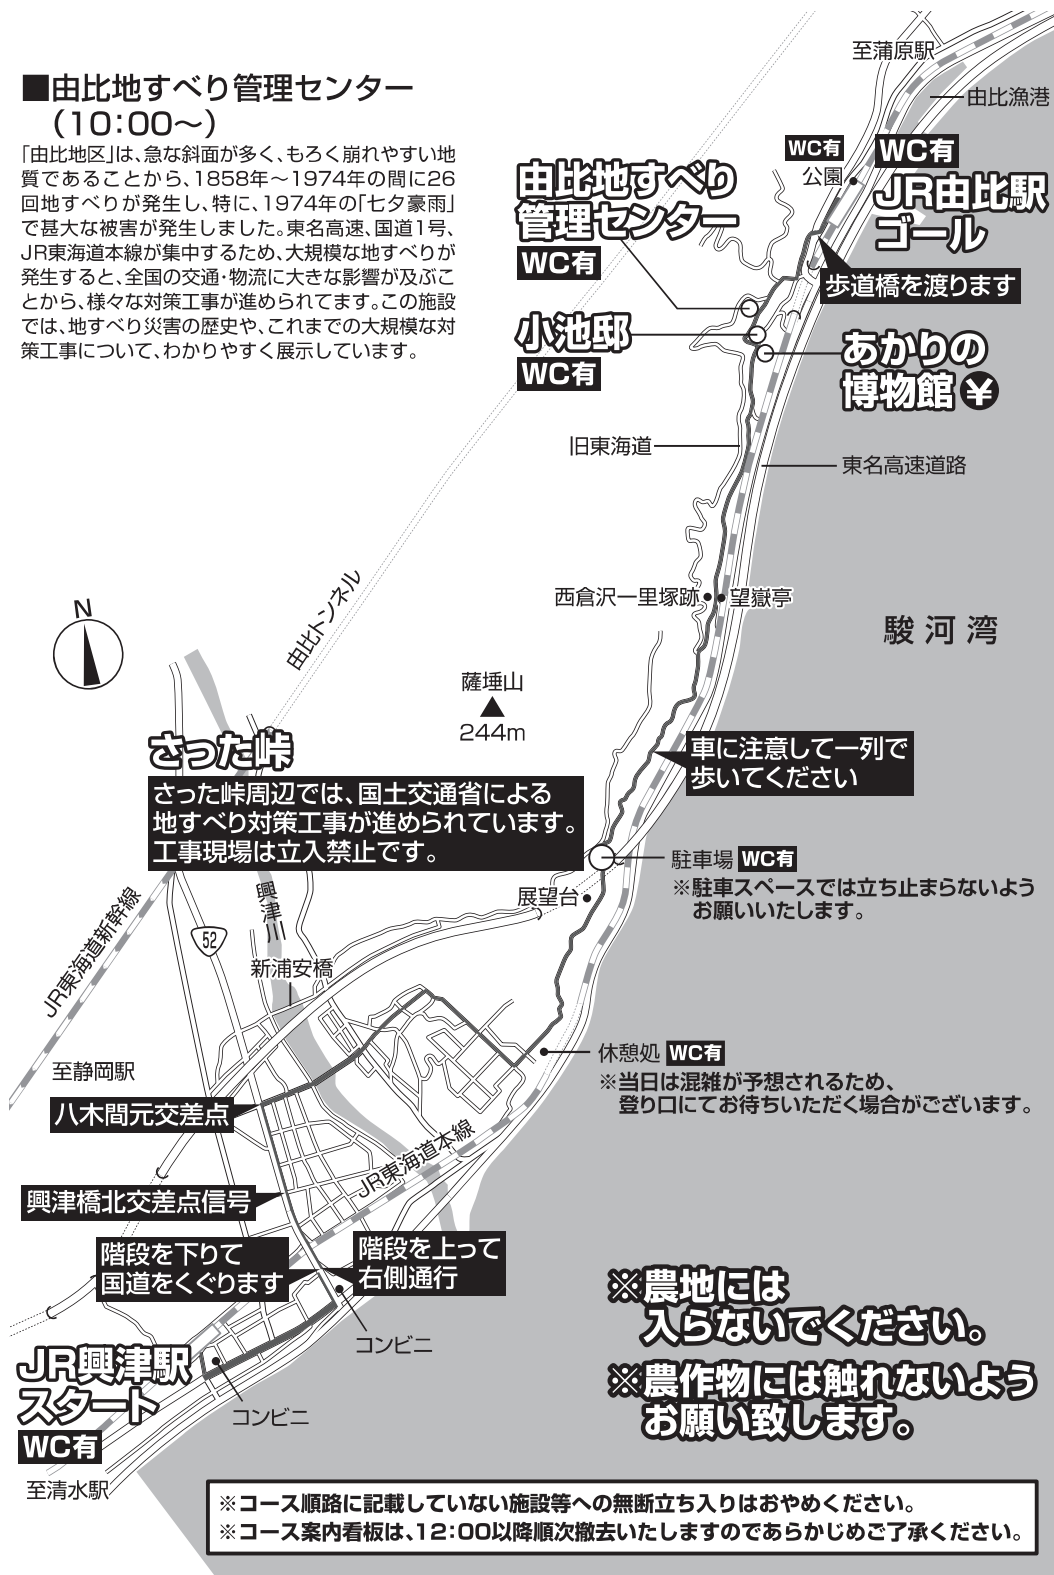 ■由比地すべり管理センター
（10：00〜）
「由比地区」は、急な斜面が多く、もろく崩れやすい地
質であることから、1858年〜1974年の間に26
回地すべりが発生し、特に、1974年の「七夕豪雨」
で甚大な被害が発生しました。東名高速、国道1号、
JR東海道本線が集中するため、大規模な地すべりが
発生すると、全国の交通・物流に大きな影響が及ぶこ
とから、様々な対策工事が進められてます。この施設
では、地すべり災害の歴史や、これまでの大規模な対
策工事について、わかりやすく展示しています。
至蒲原駅
由比漁港
WC有
公園
WC有
JR由比駅
ゴール
歩道橋を渡ります
由比地すべり
管理センター
WC有
小池邸
WC有
あかりの
博物館 ¥
旧東海道
東名高速道路
西倉沢一里塚跡
望嶽亭
駿河湾
N
由比トンネル
薩埵山
244m
さった峠
さった峠周辺では、国土交通省による
地すべり対策工事が進められています。
工事現場は立入禁止です。
車に注意して一列で
歩いてください
駐車場 WC有
※駐車スペースでは立ち止まらないよう
お願いいたします。
展望台
興津川
52
JR東海道新幹線
新浦安橋
至静岡駅
休憩処 WC有
※当日は混雑が予想されるため、
登り口にてお待ちいただく場合がございます。
八木間元交差点
JR東海道本線
興津橋北交差点信号
階段を下りて
国道をくぐります
階段を上って
右側通行
コンビニ
JR興津駅
スタート
WC有
コンビニ
至清水駅
※農地には
入らないでください。
※農作物には触れないよう
お願い致します。
※コース順路に記載していない施設等への無断立ち入りはおやめください。
※コース案内看板は、12：00以降順次撤去いたしますのであらかじめご了承ください。